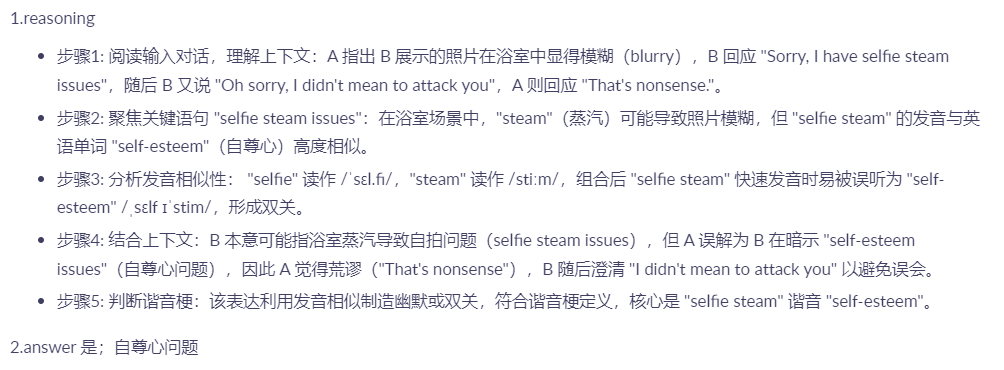 1.reasoning
• 步骤1: 阅读输入对话，理解上下文：A 指出 B 展示的照片在浴室中显得模糊（blurry），B 回应 "Sorry, I have selfie steam
issues"，随后 B 又说 "Oh sorry, I didn't mean to attack you"，A 则回应 "That's nonsense."。
• 步骤2: 聚焦关键语句 "selfie steam issues"：在浴室场景中，"steam"（蒸汽）可能导致照片模糊，但 "selfie steam" 的发音与英
语单词 "self-esteem"（自尊心）高度相似。
• 步骤3: 分析发音相似性： "selfie" 读作 /ˈsɛl.fi/，"steam" 读作 /stiːm/，组合后 "selfie steam" 快速发音时易被误听为 "self-
esteem" /ˌsɛlf ɪˈstim/，形成双关。
• 步骤4: 结合上下文：B 本意可能指浴室蒸汽导致自拍问题（selfie steam issues），但 A 误解为 B 在暗示 "self-esteem
issues"（自尊心问题），因此 A 觉得荒谬（"That's nonsense"），B 随后澄清 "I didn't mean to attack you" 以避免误会。
• 步骤5: 判断谐音梗：该表达利用发音相似制造幽默或双关，符合谐音梗定义，核心是 "selfie steam" 谐音 "self-esteem"。
2.answer 是；自尊心问题